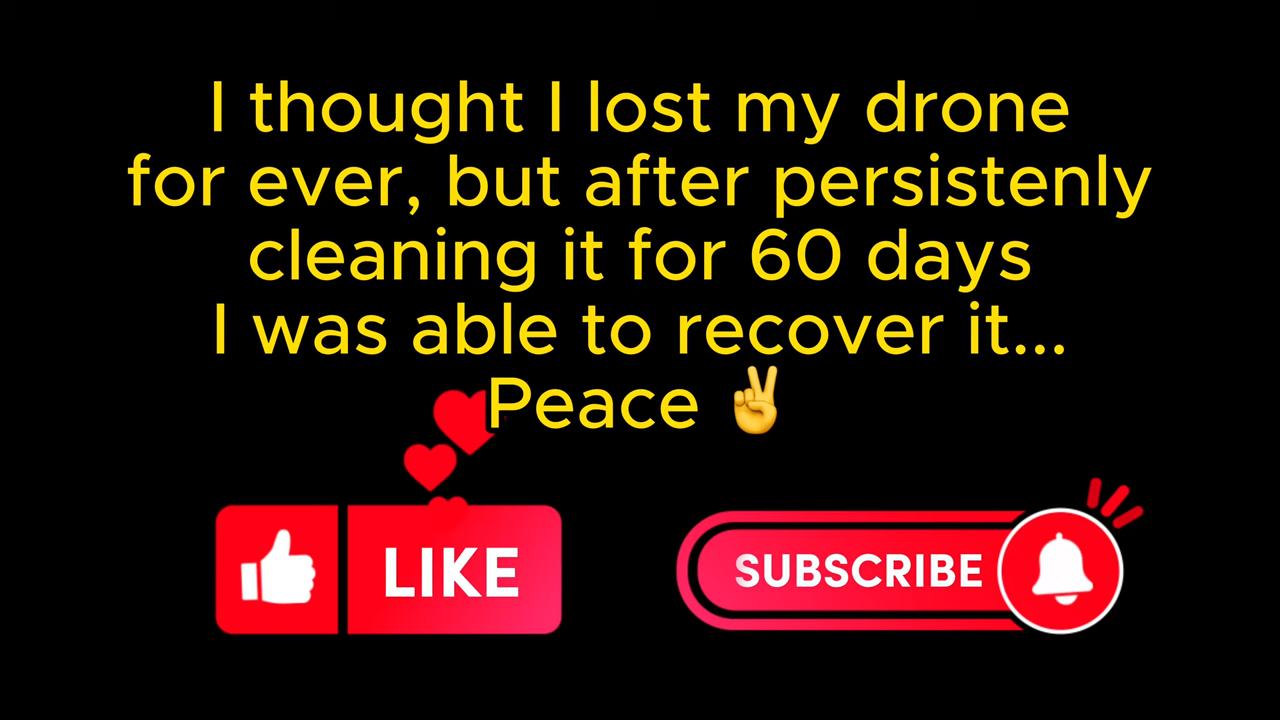 I thought I lost my drone
for ever, but after persistenly
cleaning it for 60 days
I was able to recover it...
Peace ✌️
LIKE
SUBSCRIBE